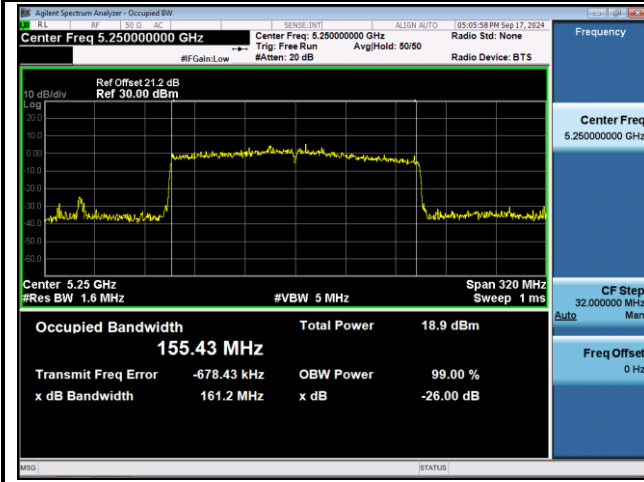 Agilent Spectrum Analyzer - Occupied BW
RL RF 50 Ω AC SENSE:INT ALIGN AUTO 05:05:58 PM Sep 17, 2024
Center Freq 5.250000000 GHz
Center Freq: 5.250000000 GHz Radio Std: None
Trig: Free Run Avg|Hold: 50/50
#IFGain:Low #Atten: 20 dB Radio Device: BTS
Ref Offset 21.2 dB
10 dB/div Ref 30.00 dBm
Log
20.0
10.0
0.00
-10.0
-20.0
-30.0
-40.0
-50.0
-60.0
Center 5.25 GHz Span 320 MHz
#Res BW 1.6 MHz #VBW 5 MHz Sweep 1 ms
Occupied Bandwidth Total Power 18.9 dBm
155.43 MHz
Transmit Freq Error -678.43 kHz OBW Power 99.00 %
x dB Bandwidth 161.2 MHz x dB -26.00 dB
MSG STATUS
Frequency
Center Freq
5.250000000 GHz
CF Step
32.000000 MHz
Auto Man
Freq Offset
0 Hz